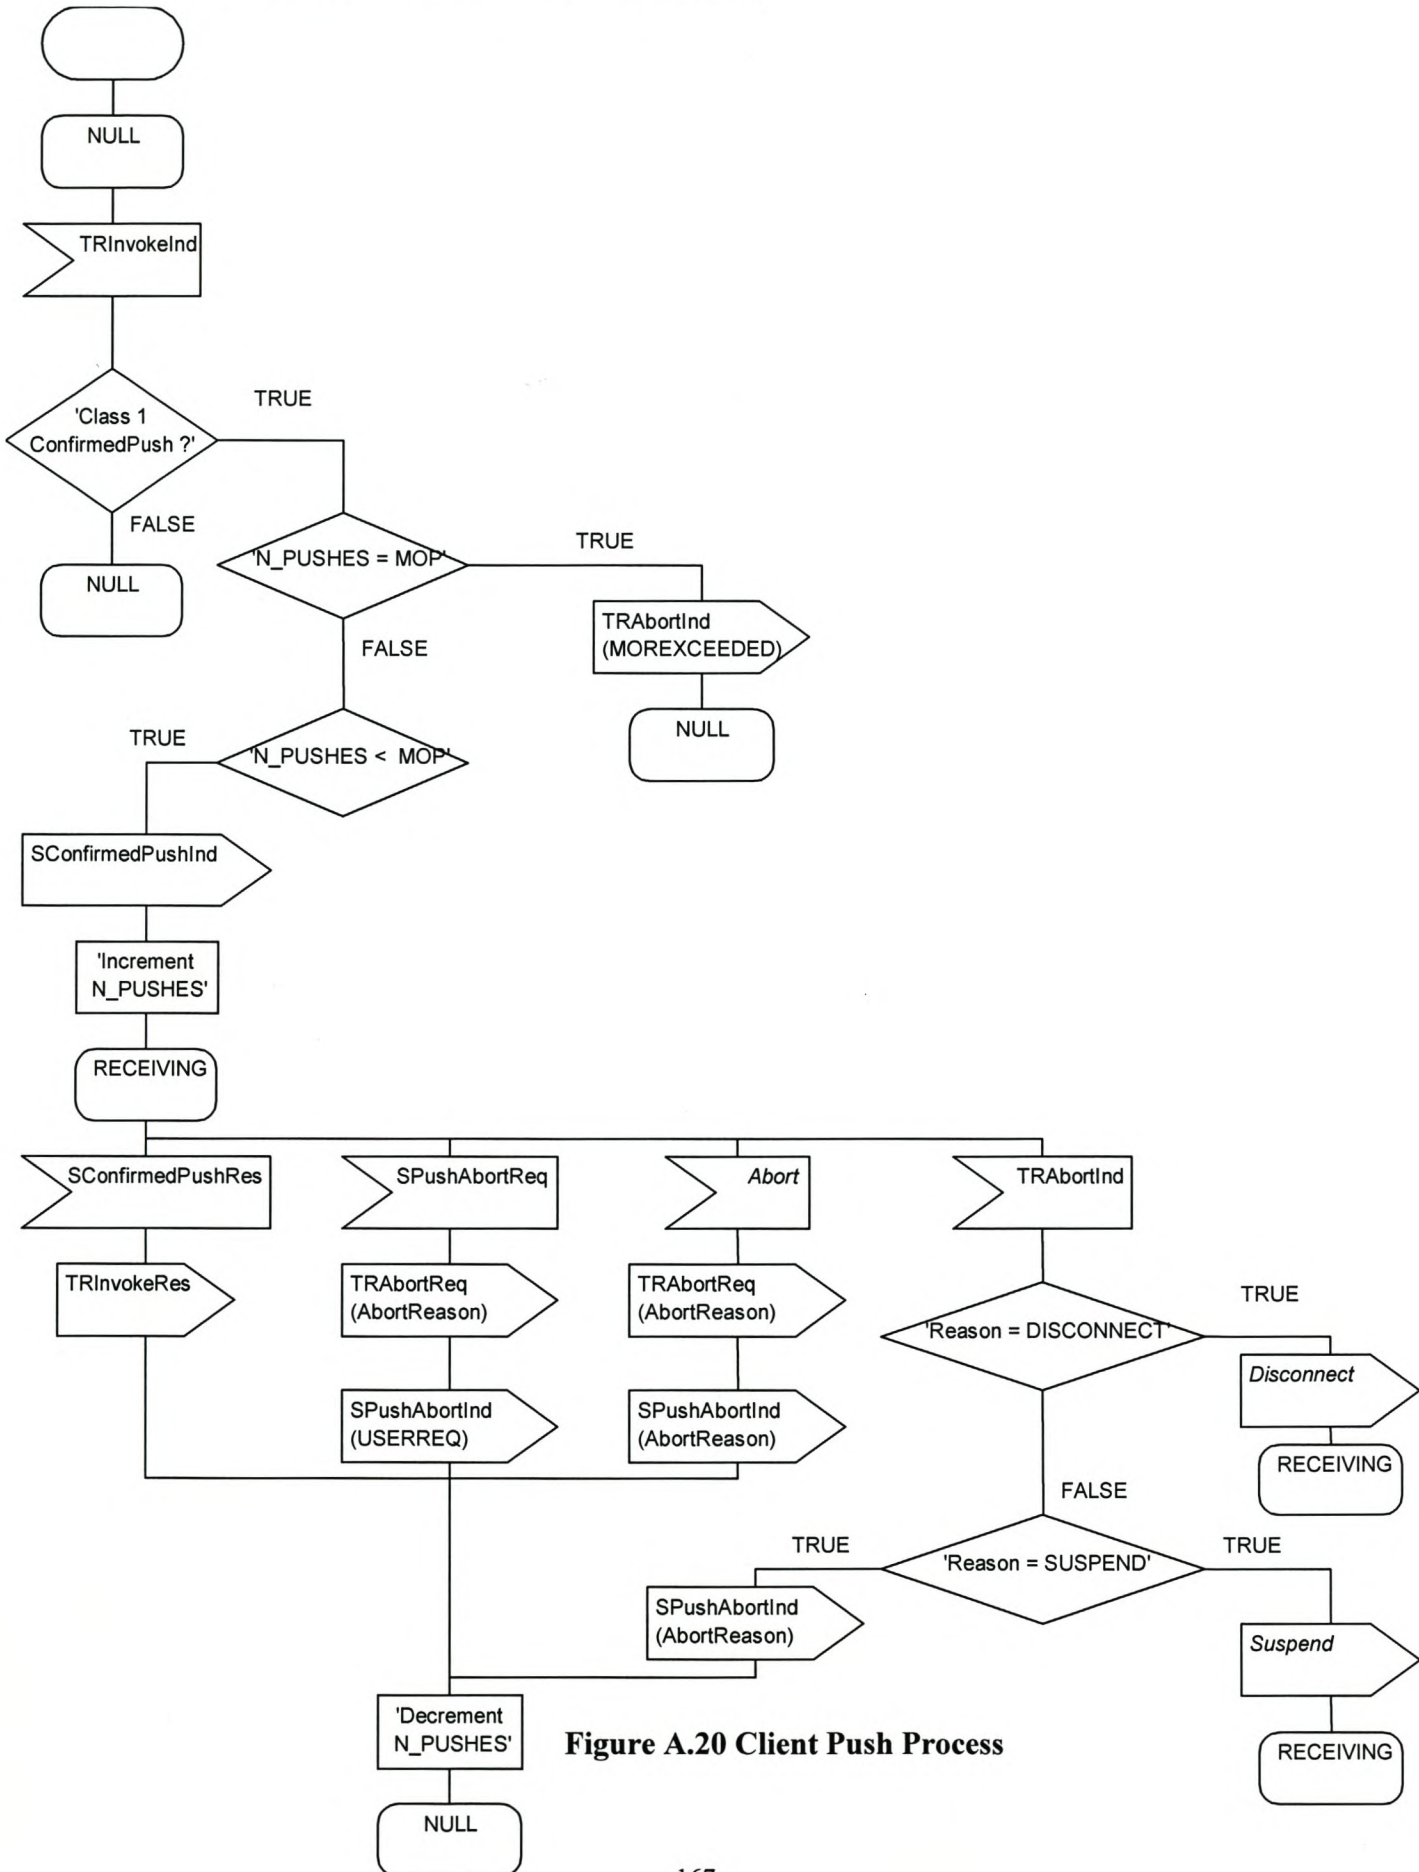 NULL
TRInvokeInd
TRUE
'Class 1
ConfirmedPush ?'
FALSE
NULL
'N_PUSHES = MOP'
TRUE
TRAbortInd
(MOREXCEEDED)
NULL
FALSE
TRUE
'N_PUSHES < MOP'
SConfirmedPushInd
'Increment
N_PUSHES'
RECEIVING
SConfirmedPushRes
SPushAbortReq
Abort
TRAbortInd
TRInvokeRes
TRAbortReq
(AbortReason)
TRAbortReq
(AbortReason)
'Reason = DISCONNECT'
TRUE
Disconnect
RECEIVING
SPushAbortInd
(USERREQ)
SPushAbortInd
(AbortReason)
FALSE
TRUE
'Reason = SUSPEND'
TRUE
SPushAbortInd
(AbortReason)
Suspend
RECEIVING
'Decrement
N_PUSHES'
NULL
Figure A.20 Client Push Process